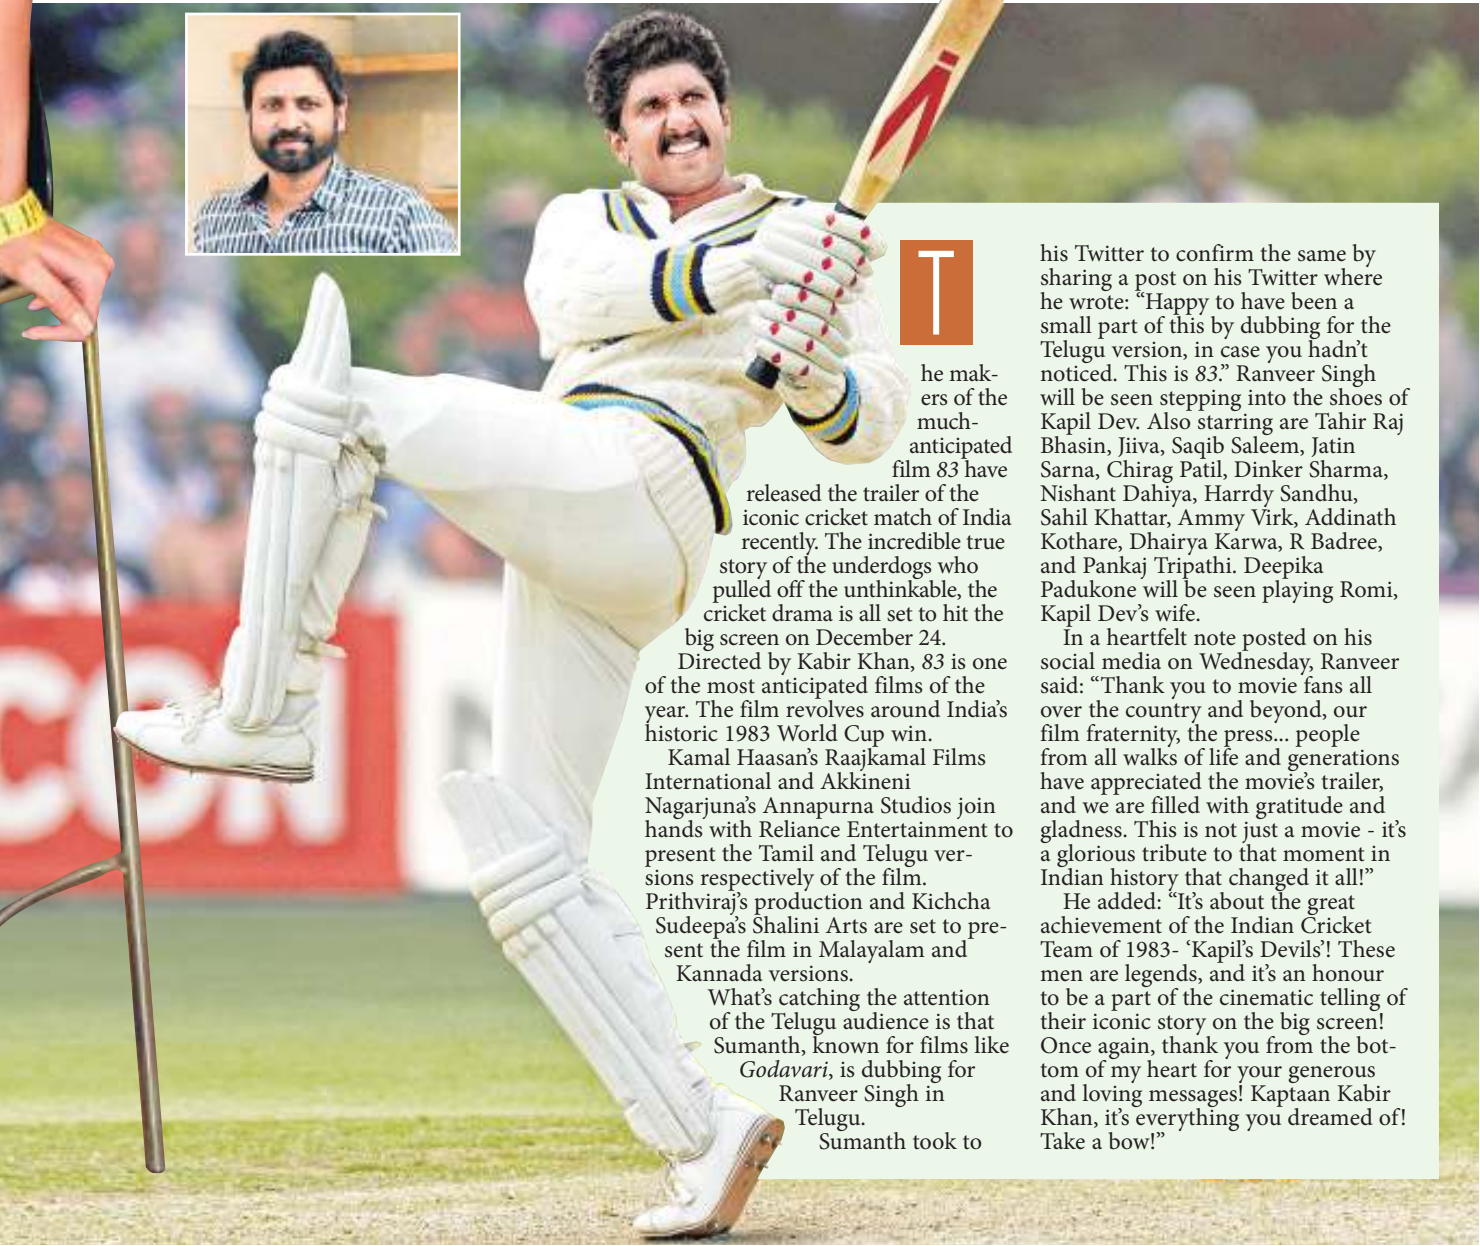 CON
T
he mak-
ers of the
much-
anticipated
film 83 have
released the trailer of the
iconic cricket match of India
recently. The incredible true
story of the underdogs who
pulled off the unthinkable, the
cricket drama is all set to hit the
big screen on December 24.
Directed by Kabir Khan, 83 is one
of the most anticipated films of the
year. The film revolves around India's
historic 1983 World Cup win.
Kamal Haasan's Raajkamal Films
International and Akkineni
Nagarjuna's Annapurna Studios join
hands with Reliance Entertainment to
present the Tamil and Telugu ver-
sions respectively of the film.
Prithviraj's production and Kichcha
Sudeepa's Shalini Arts are set to pre-
sent the film in Malayalam and
Kannada versions.
What's catching the attention
of the Telugu audience is that
Sumanth, known for films like
Godavari, is dubbing for
Ranveer Singh in
Telugu.
Sumanth took to
his Twitter to confirm the same by
sharing a post on his Twitter where
he wrote: “Happy to have been a
small part of this by dubbing for the
Telugu version, in case you hadn't
noticed. This is 83.” Ranveer Singh
will be seen stepping into the shoes of
Kapil Dev. Also starring are Tahir Raj
Bhasin, Jiiva, Saqib Saleem, Jatin
Sarna, Chirag Patil, Dinker Sharma,
Nishant Dahiya, Harrdy Sandhu,
Sahil Khattar, Ammy Virk, Addinath
Kothare, Dhairya Karwa, R Badree,
and Pankaj Tripathi. Deepika
Padukone will be seen playing Romi,
Kapil Dev's wife.
In a heartfelt note posted on his
social media on Wednesday, Ranveer
said: “Thank you to movie fans all
over the country and beyond, our
film fraternity, the press... people
from all walks of life and generations
have appreciated the movie's trailer,
and we are filled with gratitude and
gladness. This is not just a movie - it's
a glorious tribute to that moment in
Indian history that changed it all!”
He added: “It's about the great
achievement of the Indian Cricket
Team of 1983- ‘Kapil's Devils’! These
men are legends, and it's an honour
to be a part of the cinematic telling of
their iconic story on the big screen!
Once again, thank you from the bot-
tom of my heart for your generous
and loving messages! Kaptaan Kabir
Khan, it's everything you dreamed of!
Take a bow!”